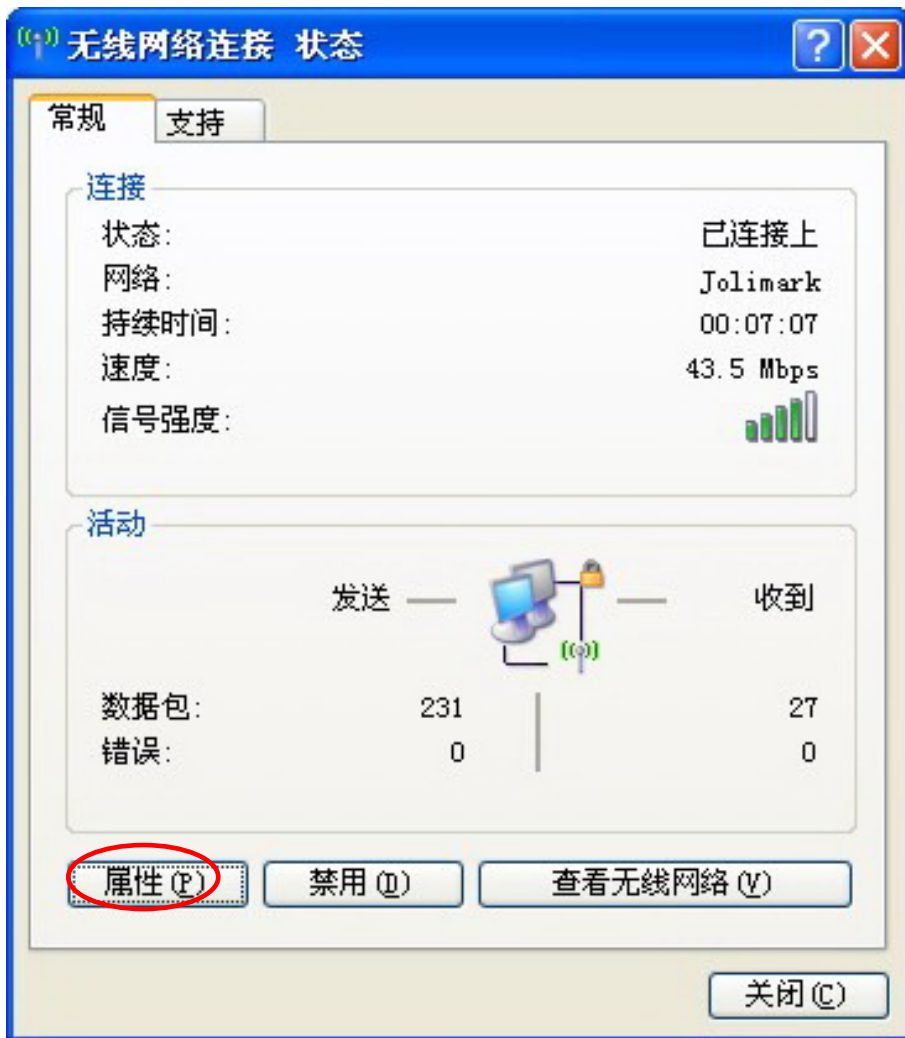 无线网络连接 状态
常规 支持
连接
状态: 已连接上
网络: Jolimark
持续时间: 00:07:07
速度: 43.5 Mbps
信号强度:
活动
发送 收到
数据包: 231 27
错误: 0 0
属性(P) 禁用(D) 查看无线网络(V)
关闭(C)